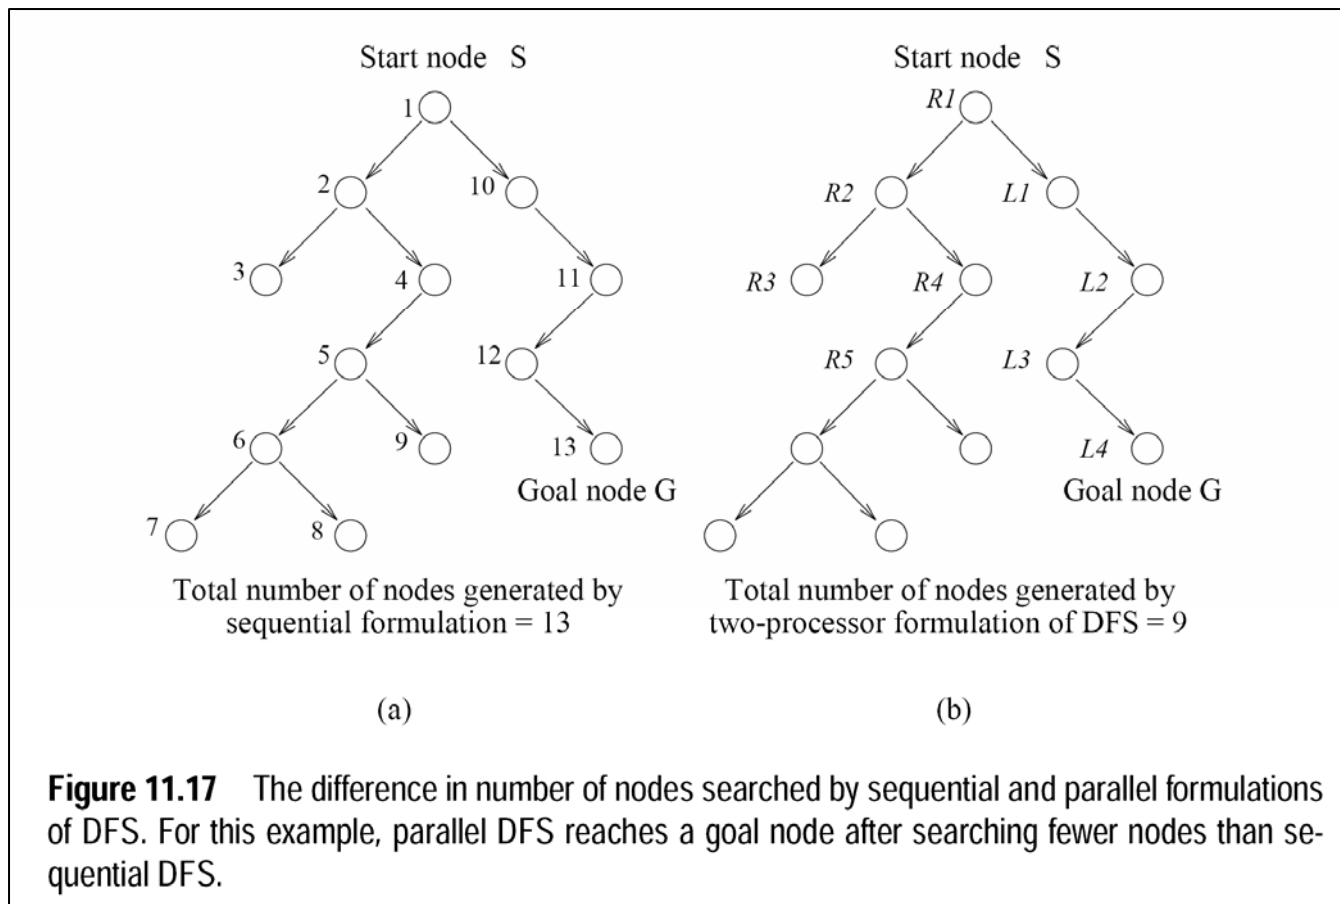 Start node S
1
2
10
3
4
11
5
12
6
9
13
Goal node G
7
8
Total number of nodes generated by
sequential formulation = 13
(a)
Start node S
R1
R2
L1
R3
R4
L2
R5
L3
L4
Goal node G
Total number of nodes generated by
two-processor formulation of DFS = 9
(b)
Figure 11.17 The difference in number of nodes searched by sequential and parallel formulations
of DFS. For this example, parallel DFS reaches a goal node after searching fewer nodes than se-
quential DFS.